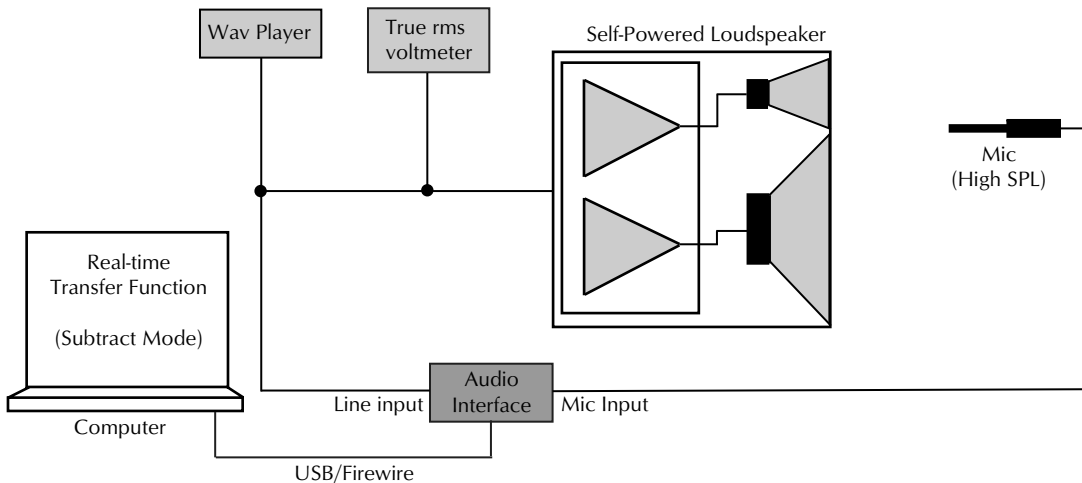 Wav Player
True rms
voltmeter
Self-Powered Loudspeaker
Mic
(High SPL)
Real-time
Transfer Function
(Subtract Mode)
Computer
Line input
Audio
Interface
Mic Input
USB/Firewire